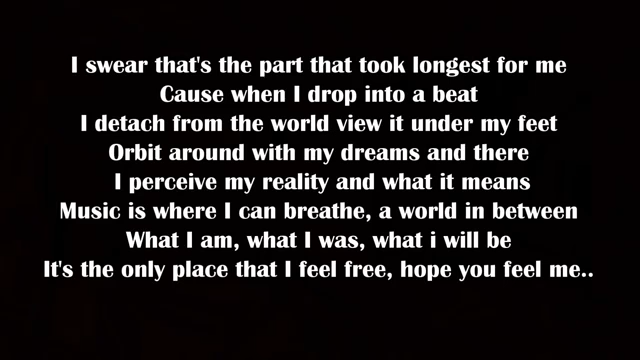 I swear that's the part that took longest for me
Cause when I drop into a beat
I detach from the world view it under my feet
Orbit around with my dreams and there
I perceive my reality and what it means
Music is where I can breathe, a world in between
What I am, what I was, what i will be
It's the only place that I feel free, hope you feel me..